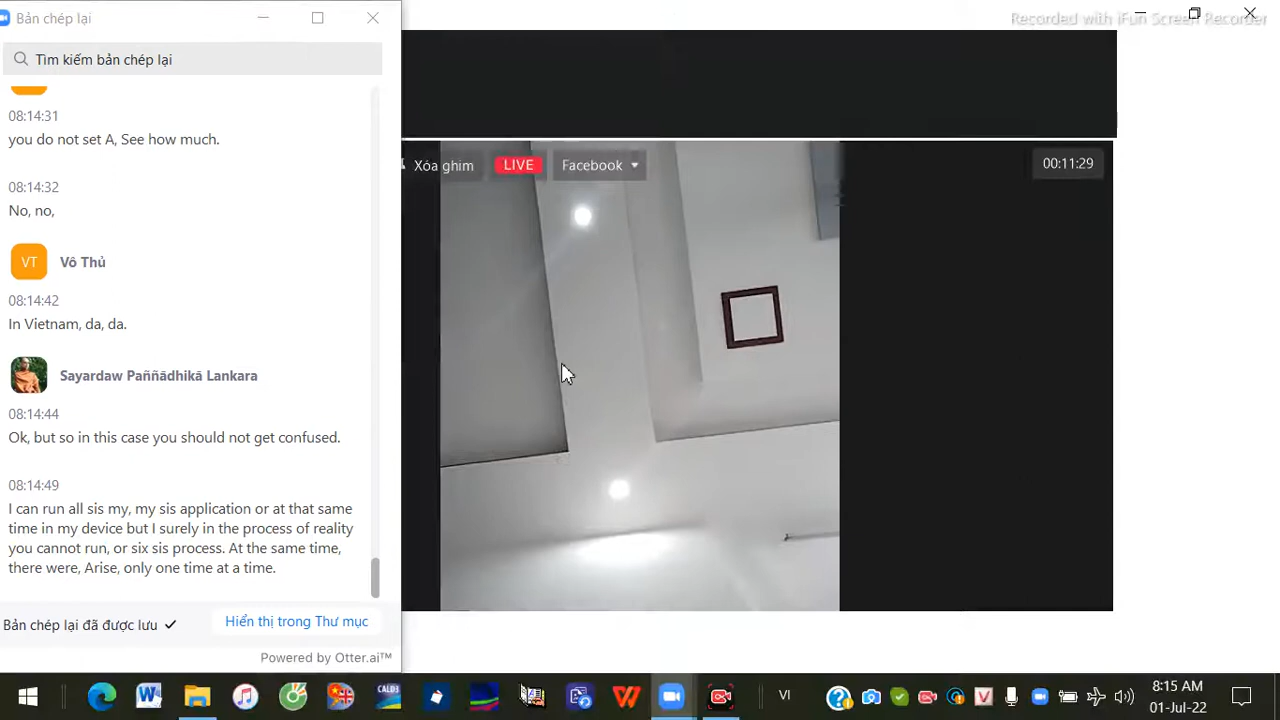 Bản chép lại
Recorded with iFun Screen Recorder
Tìm kiếm bản chép lại
08:14:31
you do not set A, See how much.
08:14:32
No, no,
VT Vô Thủ
08:14:42
In Vietnam, da, da.
Sayardaw Paññādhikā Lankara
08:14:44
Ok, but so in this case you should not get confused.
08:14:49
I can run all sis my, my sis application or at that same
time in my device but I surely in the process of reality
you cannot run, or six sis process. At the same time,
there were, Arise, only one time at a time.
Bản chép lại đã được lưu
Hiển thị trong Thư mục
Powered by Otter.ai™
Xóa ghim
LIVE
Facebook
00:11:29
CALD3
VI
8:15 AM
01-Jul-22